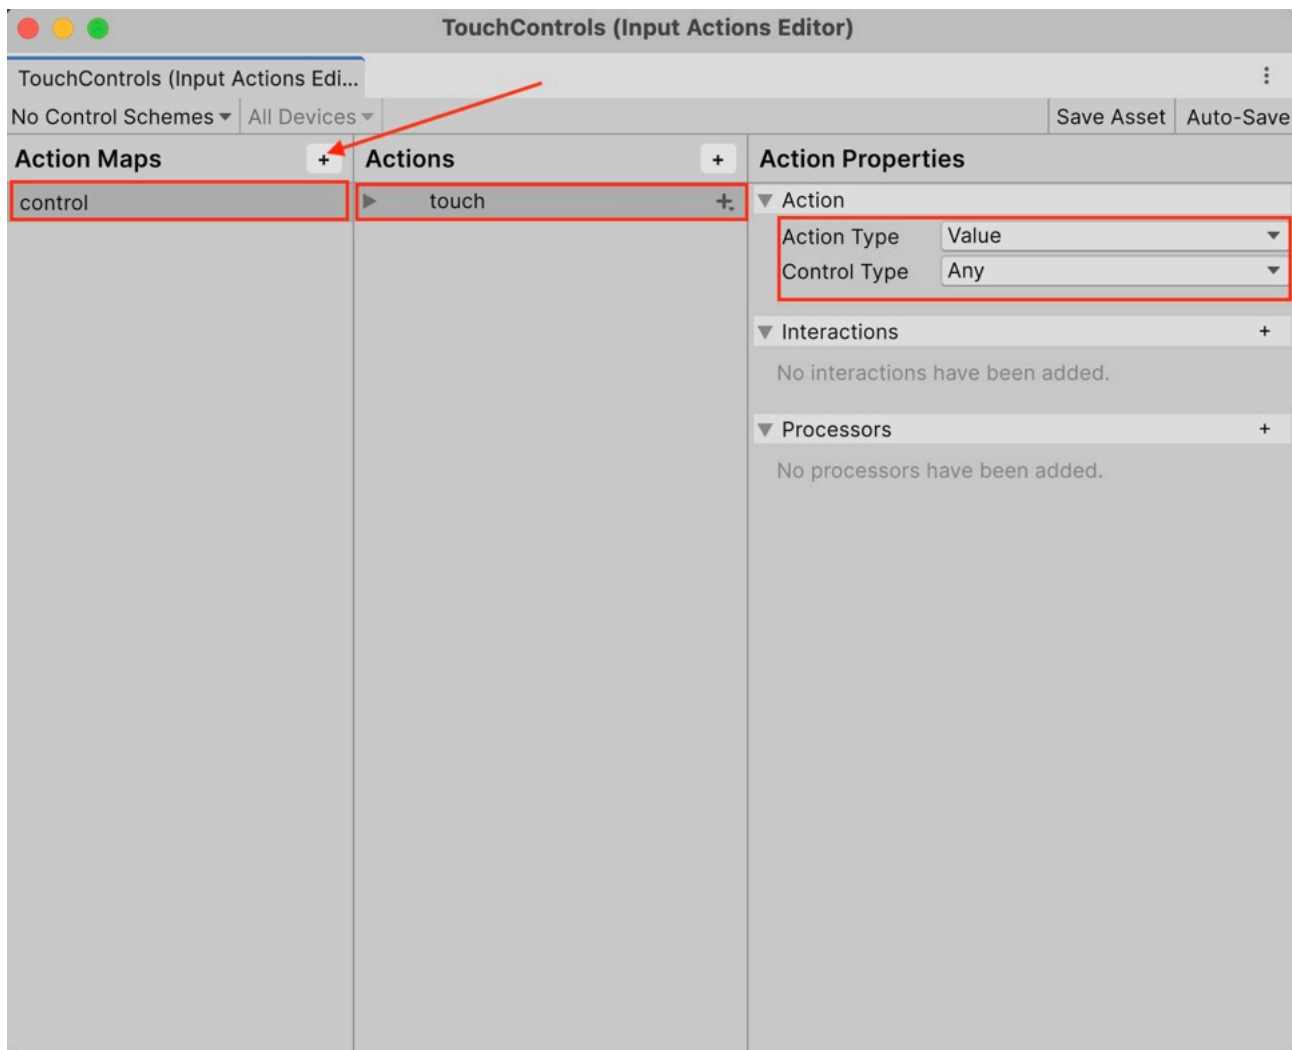 TouchControls (Input Actions Editor)
TouchControls (Input Actions Edi...
No Control Schemes All Devices Save Asset Auto-Save
Action Maps + Actions + Action Properties
control touch + Action
Action Type Value
Control Type Any
Interactions +
No interactions have been added.
Processors +
No processors have been added.